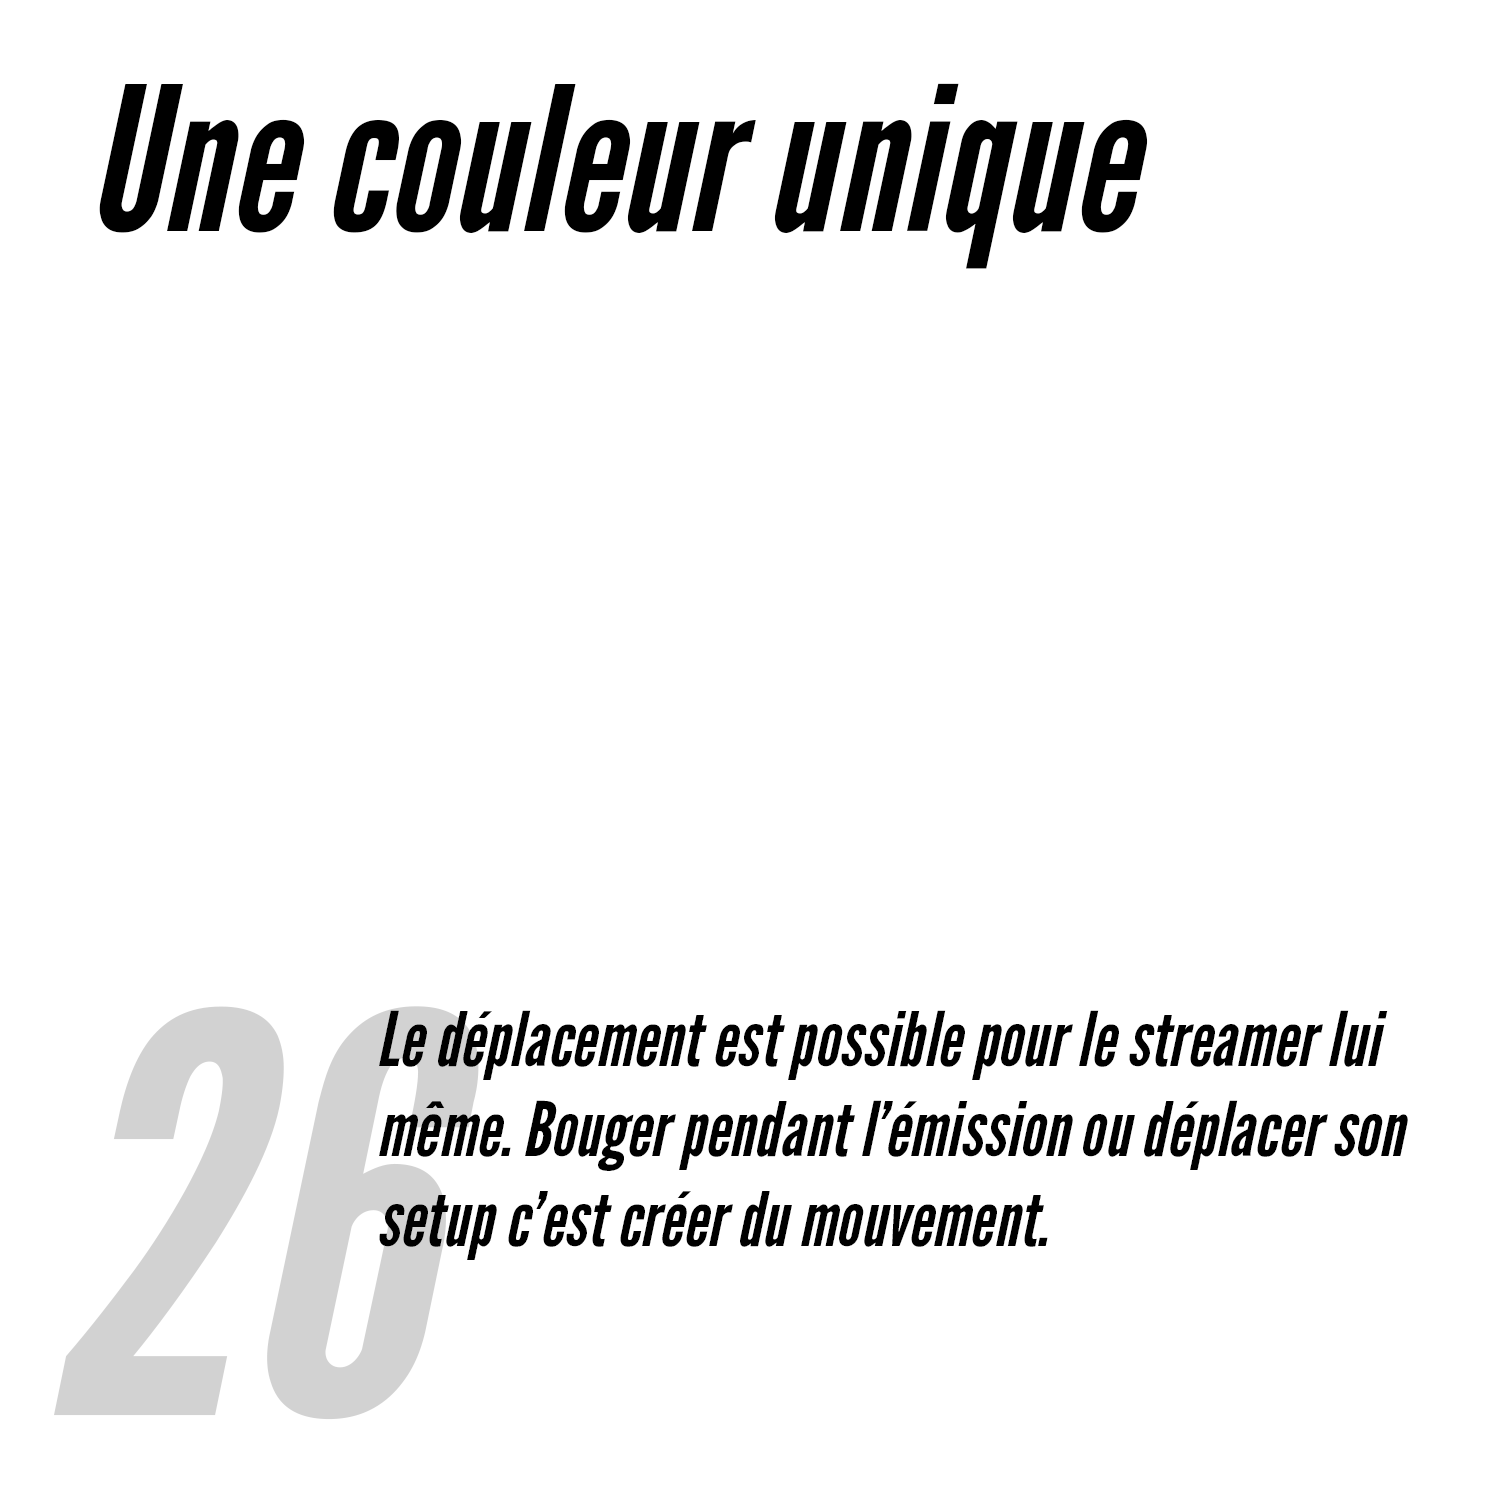 Une couleur unique
26
Le déplacement est possible pour le streamer lui
même. Bouger pendant l’émission ou déplacer son
setup c’est créer du mouvement.